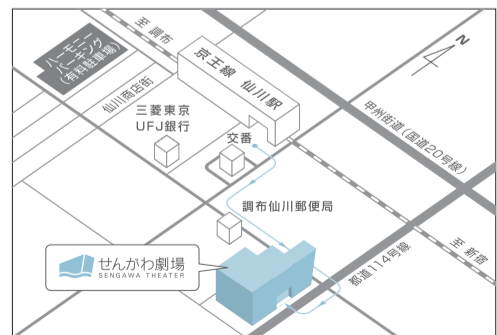 至 調布
N
ハーモニー
パーキング
(有料駐車場)
京王線 仙川駅
仙川商店街
三菱東京
UFJ銀行
交番
甲州街道(国道20号線)
調布仙川郵便局
せんがわ劇場
SENGAWA THEATER
都道114号線
至 新宿